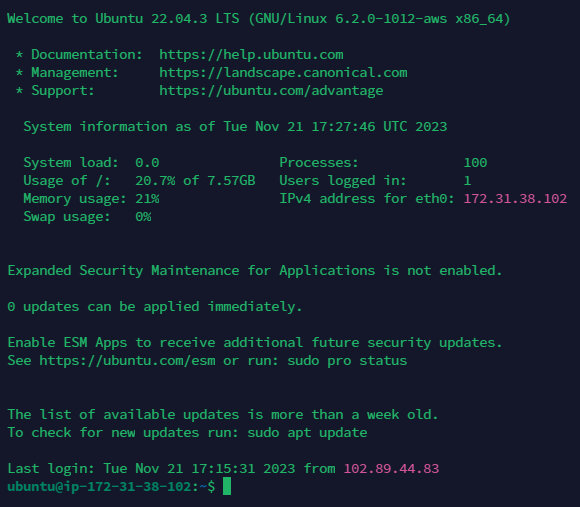 Welcome to Ubuntu 22.04.3 LTS (GNU/Linux 6.2.0-1012-aws x86_64)
* Documentation:  https://help.ubuntu.com
* Management:     https://landscape.canonical.com
* Support:        https://ubuntu.com/advantage
System information as of Tue Nov 21 17:27:46 UTC 2023
System load:  0.0               Processes:             100
Usage of /:   20.7% of 7.57GB   Users logged in:       1
Memory usage: 21%               IPv4 address for eth0: 172.31.38.102
Swap usage:   0%
Expanded Security Maintenance for Applications is not enabled.
0 updates can be applied immediately.
Enable ESM Apps to receive additional future security updates.
See https://ubuntu.com/esm or run: sudo pro status
The list of available updates is more than a week old.
To check for new updates run: sudo apt update
Last login: Tue Nov 21 17:15:31 2023 from 102.89.44.83
ubuntu@ip-172-31-38-102:~$